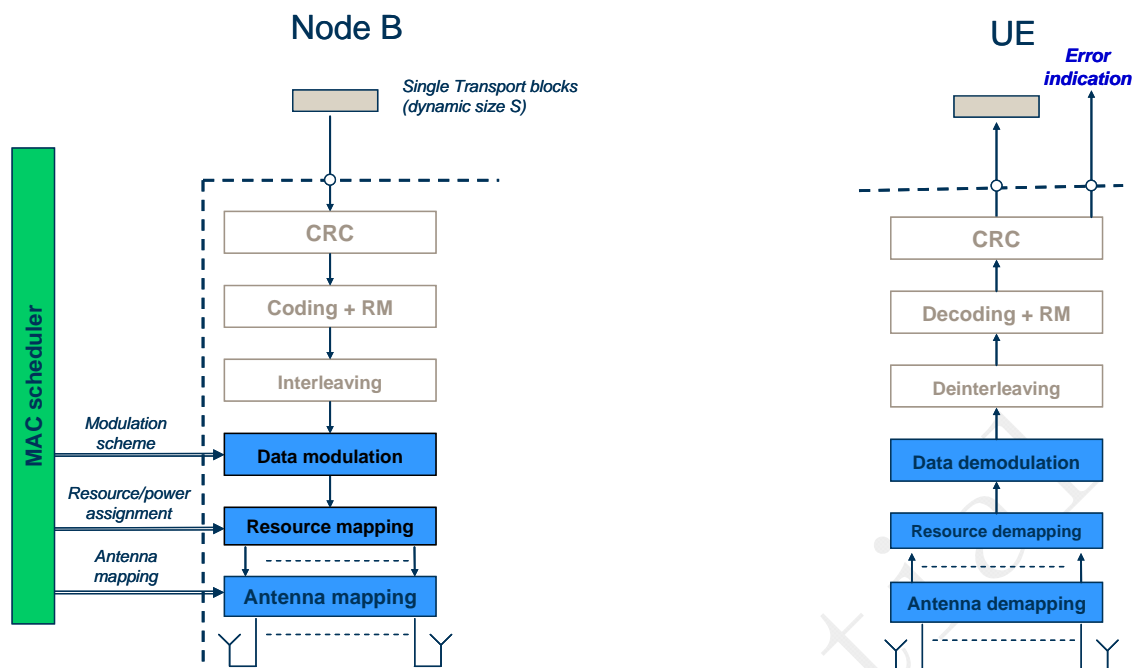 Node B
UE
Error
indication
Single Transport blocks
(dynamic size S)
MAC scheduler
CRC
Coding + RM
Interleaving
Modulation
scheme
Data modulation
Resource/power
assignment
Resource mapping
Antenna
mapping
Antenna mapping
CRC
Decoding + RM
Deinterleaving
Data demodulation
Resource demapping
Antenna demapping